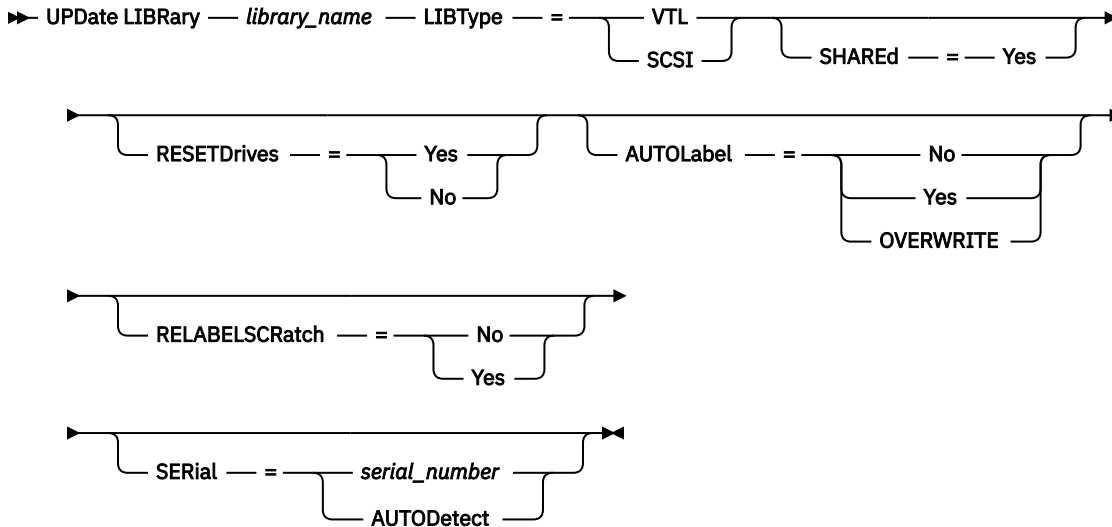 UPDate LIBRary library_name LIBType = VTL
SCSI SHAREd = Yes
RESETDrives = Yes
No
AUTOLabel = No
Yes
OVERWRITE
RELABELSCRatch = No
Yes
SERial = serial_number
AUTODetect